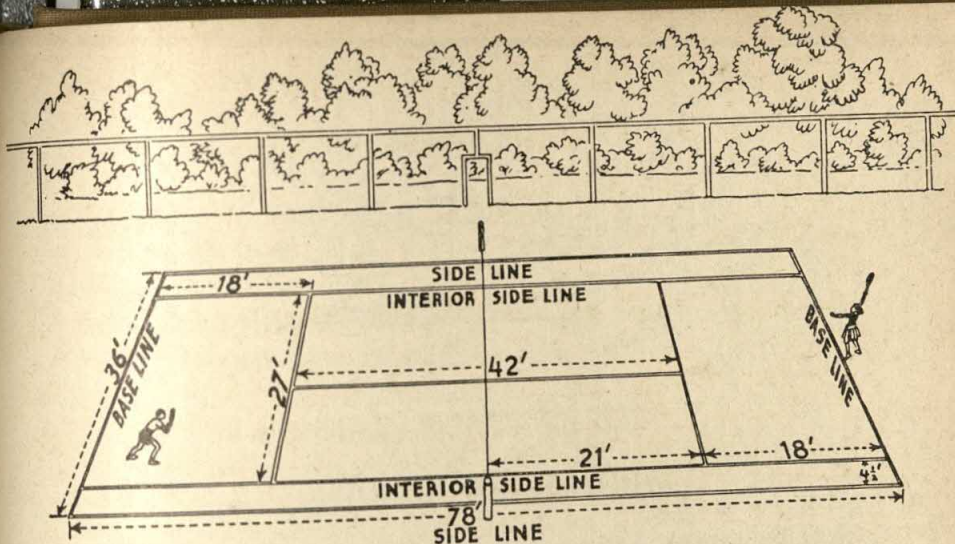 3'
SIDE LINE
18'
INTERIOR SIDE LINE
36'
BASE LINE
27'
42'
BASE LINE
21'
18'
4½'
INTERIOR SIDE LINE
78'
SIDE LINE